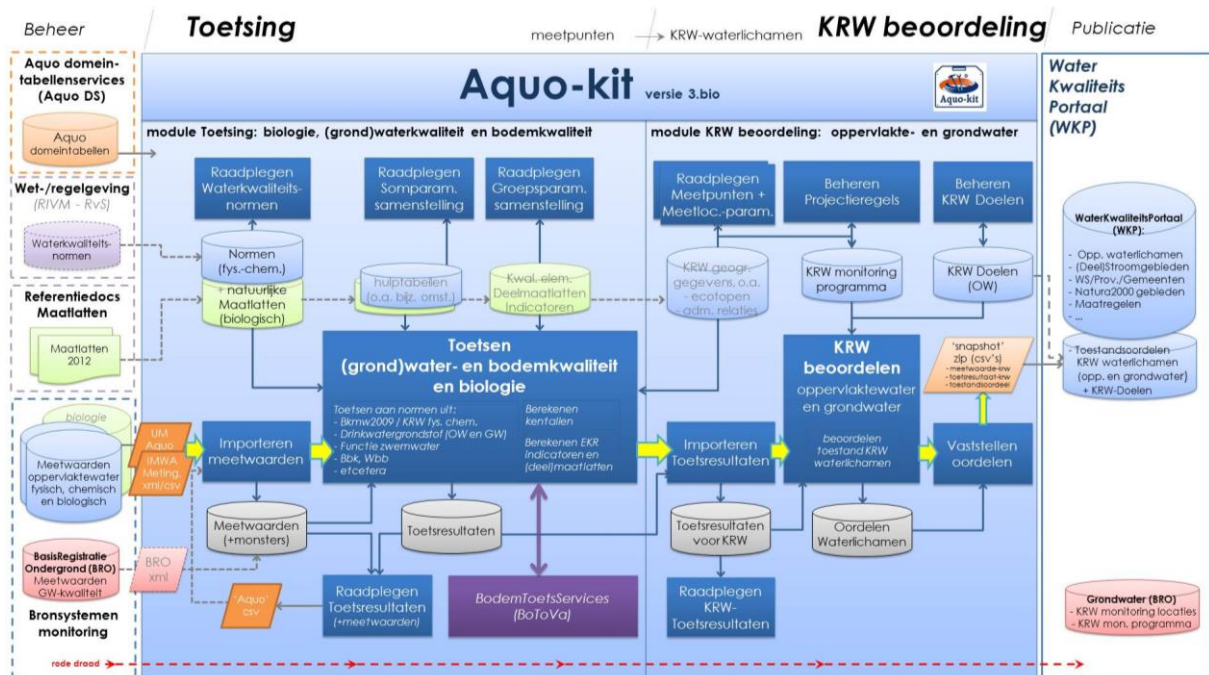 Beheer
Toetsing
meetpunten
KRW-waterlichamen
KRW beoordeling
Publicatie
Aquo domein-
tabellenservices
(Aquo DS)
Aquo
domeintabellen
Wet-/regelgeving
(RIVM - RvS)
Waterkwaliteits-
normen
Referentiedocs
Maatlatten
Maatlatten
2012
biologie
Meetwaarden
oppervlaktewater
fysisch, chemisch
en biologisch
UM
Aquo
IMWA
Meting.
xml/csv
BasisRegistratie
Ondergrond (BRO)
Meetwaarden
GW-kwaliteit
BRO
xml
Bronsystemen
monitoring
rode draad
Aquo-kit versie 3.bio
Aquo-kit
module Toetsing: biologie, (grond)waterkwaliteit en bodemkwaliteit
Raadplegen
Waterkwaliteits-
normen
Raadplegen
Somparam.
samenstelling
Raadplegen
Groepsparam.
samenstelling
Normen
(fys.-chem.)
+ natuurlijke
Maatlatten
(biologisch)
hulptabellen
(o.a. bijz. omst.)
Kwal. elem.
Deelmaatlatten
Indicatoren
Toetsen
(grond)water- en bodemkwaliteit
en biologie
Toetsen aan normen uit:
- Bkmw2009 / KRW fys. chem.
- Drinkwatergrondstof (OW en GW)
- Functie zwemwater
- Bbk, Wbb
- etcetera
Berekenen
kentallen
Berekenen EKR
indicatoren en
(deel)maatlatten
Importeren
meetwaarden
Meetwaarden
(+monsters)
Toetsresultaten
'Aquo'
csv
Raadplegen
Toetsresultaten
(+meetwaarden)
BodemToetsServices
(BoToVa)
module KRW beoordeling: oppervlakte- en grondwater
Raadplegen
Meetpunten +
Meetloc.-param.
Beheren
Projectieregels
Beheren
KRW Doelen
KRW geogr.
gegevens, o.a.
- ecotopen
- adm. relaties
KRW monitoring
programma
KRW Doelen
(OW)
KRW
beoordelen
oppervlaktewater
en grondwater
beoordelen
toestand KRW
waterlichamen
'snapshot'
zip (csv's)
- meetwaarde-krw
- toetsresultaat-krw
- toestandsoordeel
Importeren
Toetsresultaten
Vaststellen
oordelen
Toetsresultaten
voor KRW
Oordelen
Waterlichamen
Raadplegen
KRW-
Toetsresultaten
Water
Kwaliteits
Portaal
(WKP)
WaterKwaliteitsPortaal
(WKP):
- Opp. waterlichamen
- (Deel)Stroomgebieden
- WS/Prov./Gemeenten
- Natura2000 gebieden
- Maatregelen
- ...
- Toestandsoordelen
KRW waterlichamen
(opp. en grondwater)
+ KRW-Doelen
Grondwater (BRO)
- KRW monitoring locaties
- KRW mon. programma